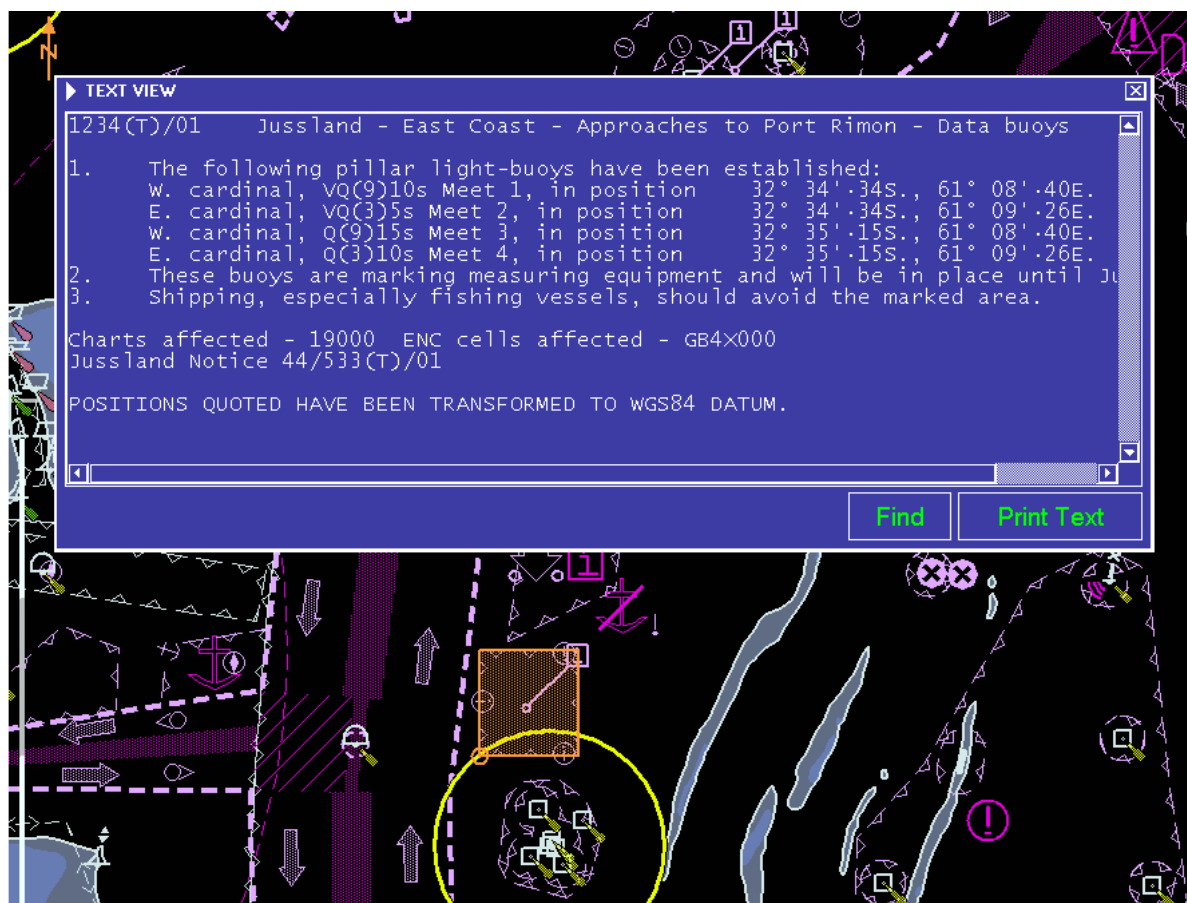 N
1
1
TEXT VIEW
1234(T)/01 Jussland - East Coast - Approaches to Port Rimon - Data buoys
1. The following pillar light-buoys have been established:
W. cardinal, VQ(9)10s Meet 1, in position 32° 34'·34S., 61° 08'·40E.
E. cardinal, VQ(3)5s Meet 2, in position 32° 34'·34S., 61° 09'·26E.
W. cardinal, Q(9)15s Meet 3, in position 32° 35'·15S., 61° 08'·40E.
E. cardinal, Q(3)10s Meet 4, in position 32° 35'·15S., 61° 09'·26E.
2. These buoys are marking measuring equipment and will be in place until
3. Shipping, especially fishing vessels, should avoid the marked area.
Charts affected - 19000 ENC cells affected - GB4X000
Jussland Notice 44/533(T)/01
POSITIONS QUOTED HAVE BEEN TRANSFORMED TO WGS84 DATUM.
Find Print Text
i
!
!